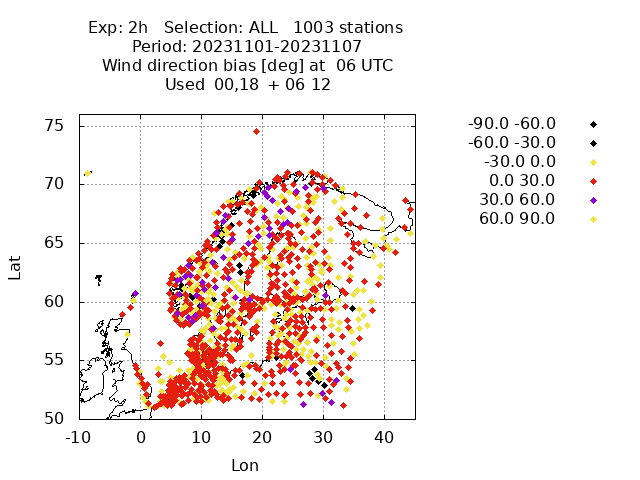 Exp: 2h Selection: ALL 1003 stations
Period: 20231101-20231107
Wind direction bias [deg] at 06 UTC
Used 00,18 + 06 12
-90.0 -60.0
-60.0 -30.0
-30.0 0.0
0.0 30.0
30.0 60.0
60.0 90.0
Lat
75
70
65
60
55
50
-10 0 10 20 30 40
Lon